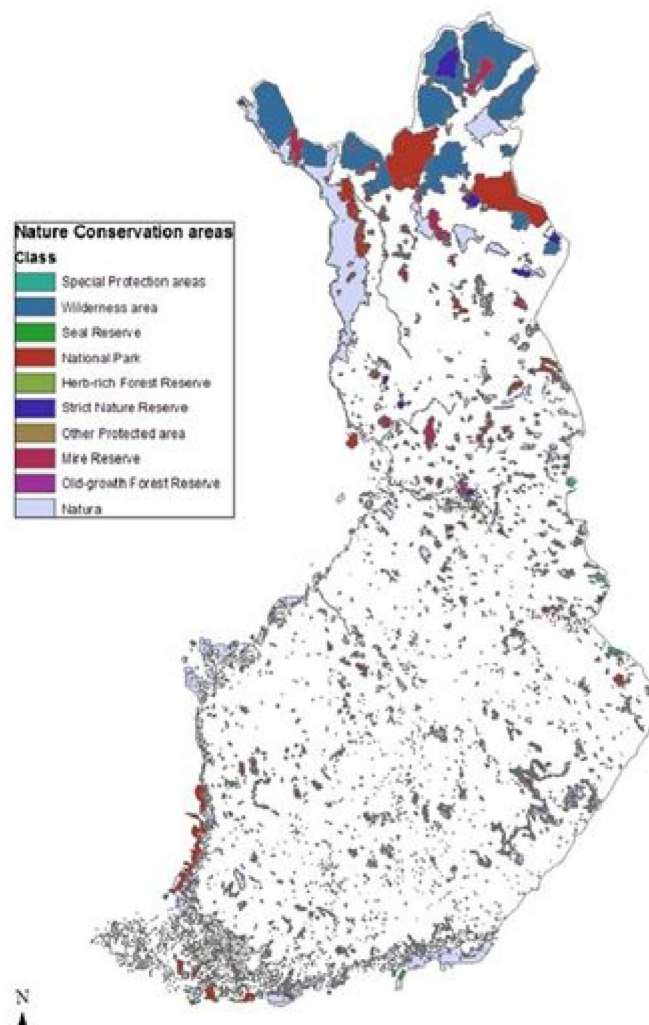 Nature Conservation areas
Class
Special Protection areas
Wilderness area
Seal Reserve
National Park
Herb-rich Forest Reserve
Strict Nature Reserve
Other Protected area
Mire Reserve
Old-growth Forest Reserve
Natura
N